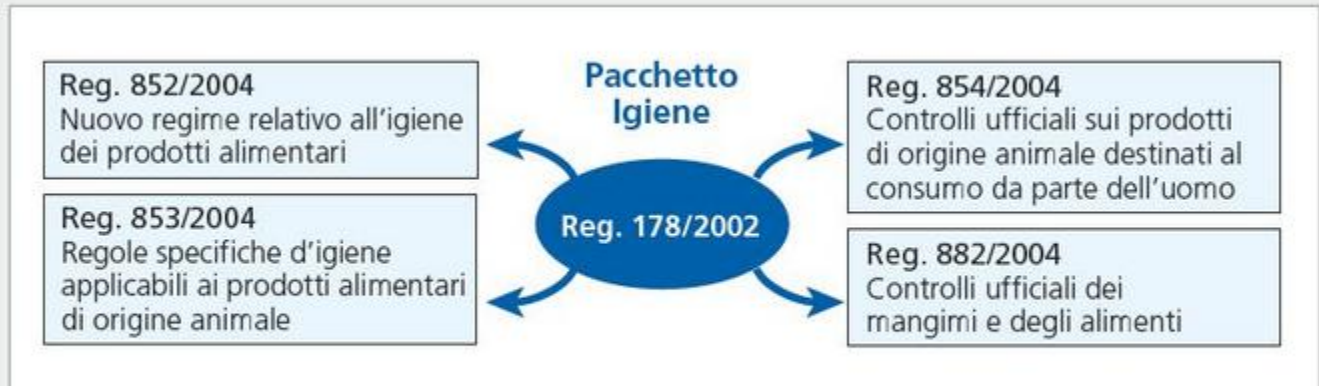 Pacchetto
Igiene
Reg. 852/2004
Nuovo regime relativo all'igiene
dei prodotti alimentari
Reg. 853/2004
Regole specifiche d'igiene
applicabili ai prodotti alimentari
di origine animale
Reg. 178/2002
Reg. 854/2004
Controlli ufficiali sui prodotti
di origine animale destinati al
consumo da parte dell'uomo
Reg. 882/2004
Controlli ufficiali dei
mangimi e degli alimenti